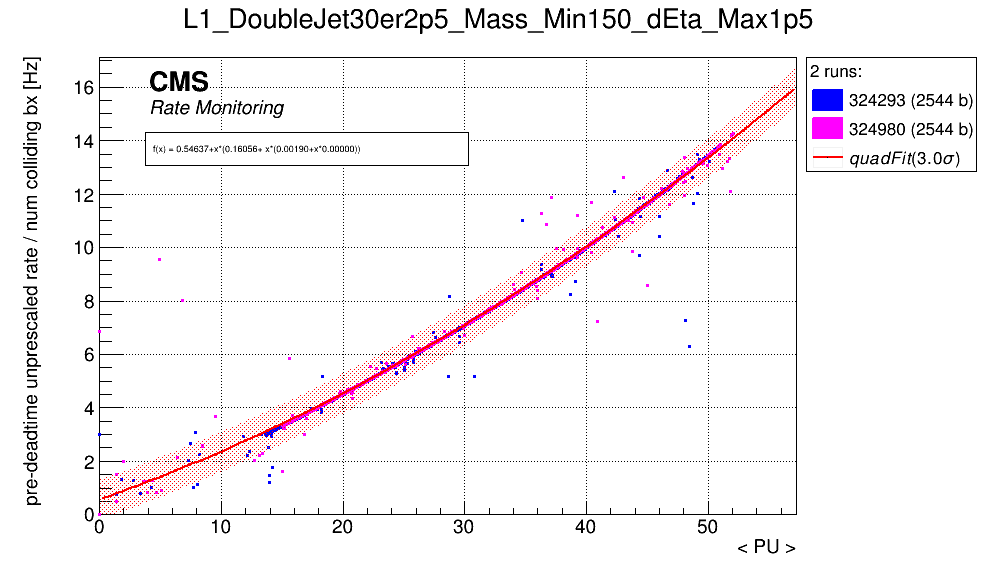 L1_DoubleJet30er2p5_Mass_Min150_dEta_Max1p5
pre-deadtime unprescaled rate / num colliding bx [Hz]
CMS
Rate Monitoring
f(x) = 0.54637+x*(0.16056+ x*(0.00190+x*0.00000))
16
14
12
10
8
6
4
2
0
0 10 20 30 40 50
< PU >
2 runs:
324293 (2544 b)
324980 (2544 b)
quadFit(3.0σ)